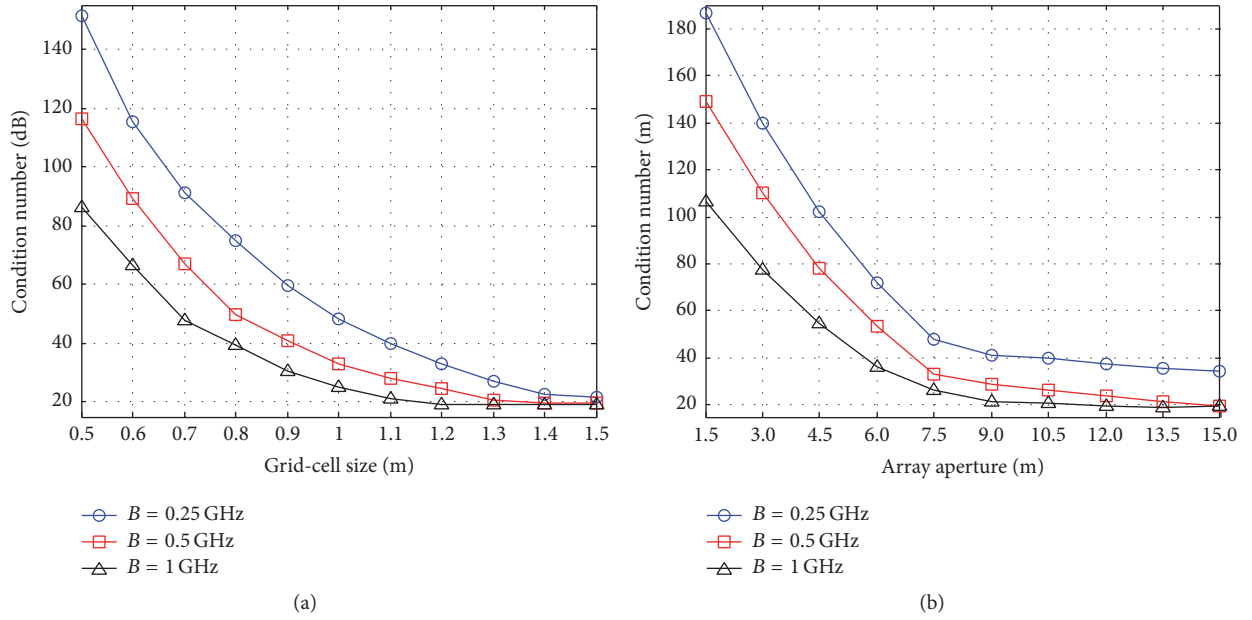 140
120
100
80
60
40
20
0.5 0.6 0.7 0.8 0.9 1 1.1 1.2 1.3 1.4 1.5
Condition number (dB)
Grid-cell size (m)
B = 0.25 GHz
B = 0.5 GHz
B = 1 GHz
(a)
180
160
140
120
100
80
60
40
20
1.5 3.0 4.5 6.0 7.5 9.0 10.5 12.0 13.5 15.0
Condition number (m)
Array aperture (m)
B = 0.25 GHz
B = 0.5 GHz
B = 1 GHz
(b)